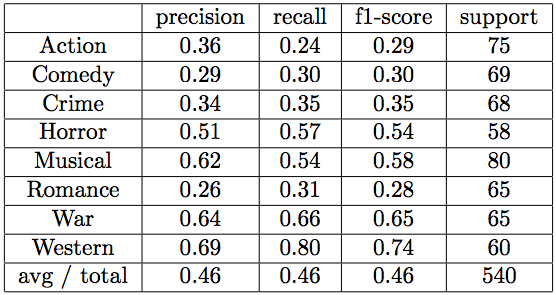 precision recall f1-score support
Action 0.36 0.24 0.29 75
Comedy 0.29 0.30 0.30 69
Crime 0.34 0.35 0.35 68
Horror 0.51 0.57 0.54 58
Musical 0.62 0.54 0.58 80
Romance 0.26 0.31 0.28 65
War 0.64 0.66 0.65 65
Western 0.69 0.80 0.74 60
avg / total 0.46 0.46 0.46 540